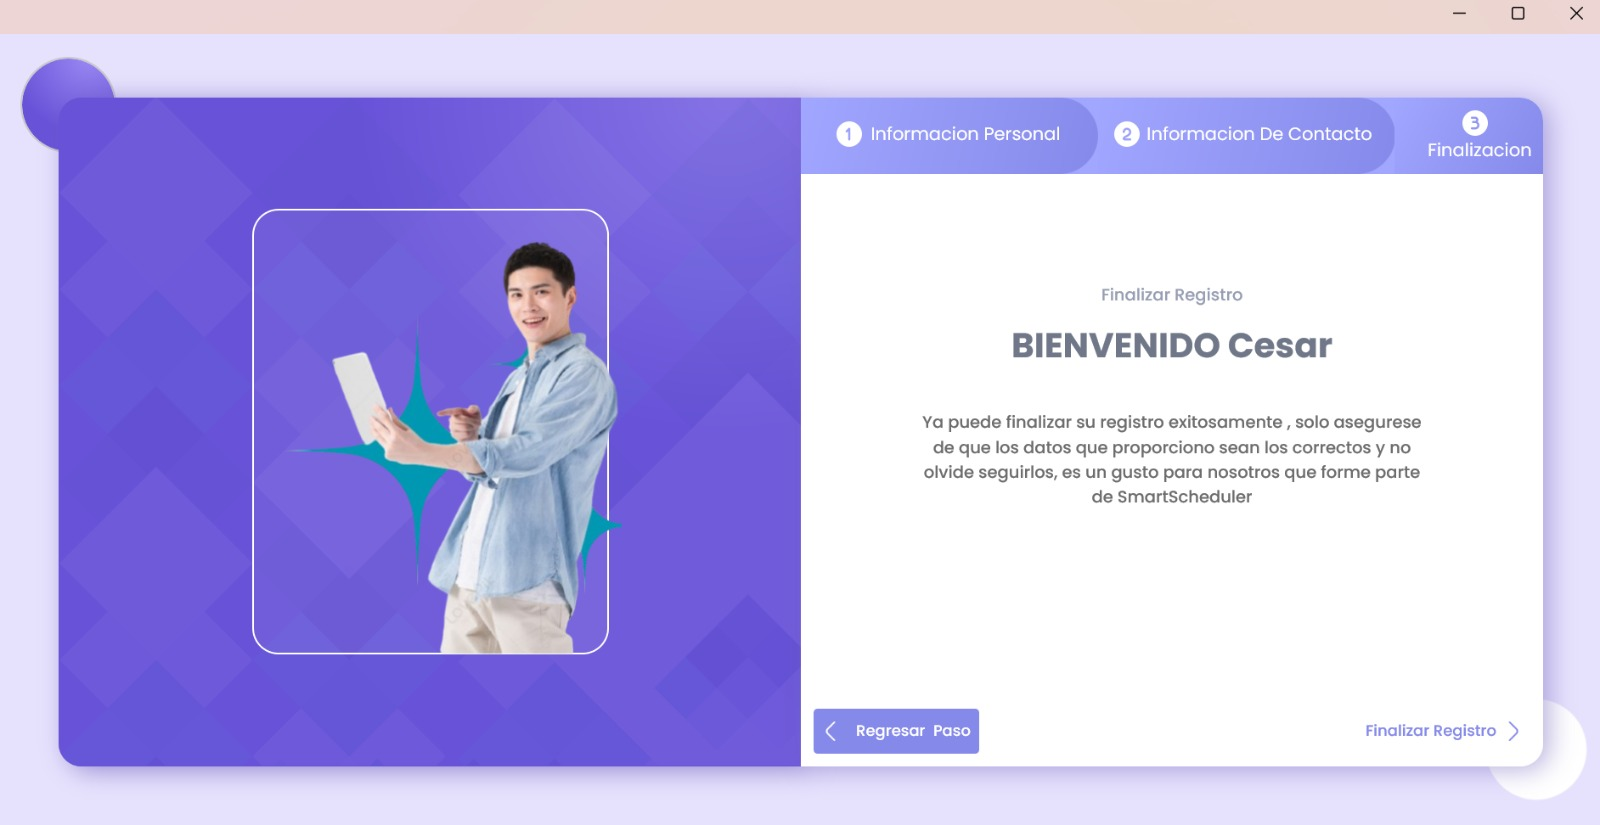 1 Informacion Personal
2 Informacion De Contacto
3
Finalizacion
Finalizar Registro
BIENVENIDO Cesar
Ya puede finalizar su registro exitosamente , solo asegurese
de que los datos que proporciono sean los correctos y no
olvide seguirlos, es un gusto para nosotros que forme parte
de SmartScheduler
Regresar Paso
Finalizar Registro